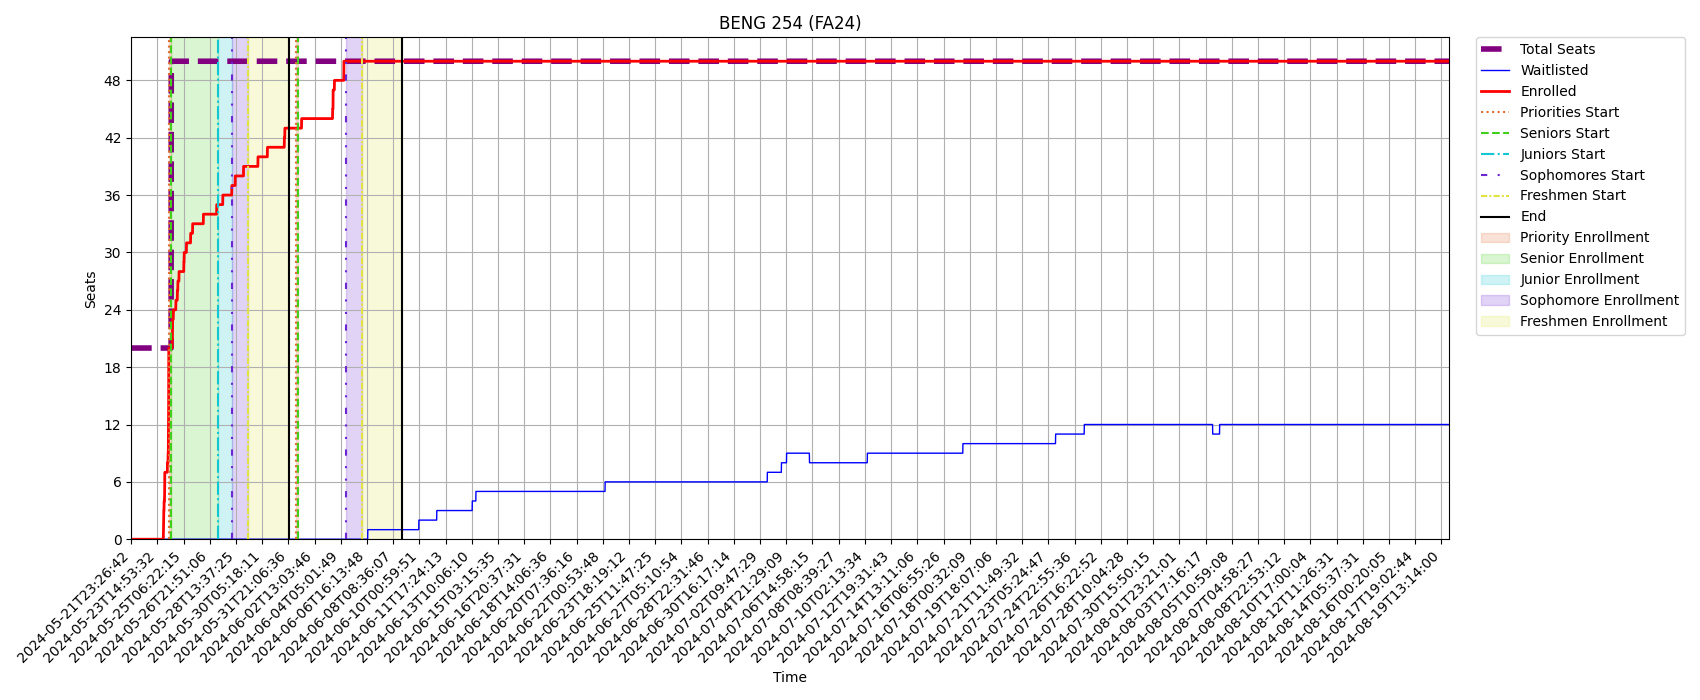 BENG 254 (FA24)
Total Seats
Waitlisted
Enrolled
Priorities Start
Seniors Start
Juniors Start
Sophomores Start
Freshmen Start
End
Priority Enrollment
Senior Enrollment
Junior Enrollment
Sophomore Enrollment
Freshmen Enrollment
Seats
48
42
36
30
24
18
12
6
0
2024-05-21T23:26:42
2024-05-23T14:53:32
2024-05-25T06:22:15
2024-05-26T21:51:06
2024-05-28T13:37:25
2024-05-30T05:18:11
2024-05-31T21:06:36
2024-06-02T13:03:46
2024-06-04T05:01:49
2024-06-06T16:13:48
2024-06-08T08:36:07
2024-06-10T00:59:51
2024-06-11T17:24:13
2024-06-13T10:06:10
2024-06-15T03:15:35
2024-06-16T20:37:31
2024-06-18T14:06:36
2024-06-20T07:36:16
2024-06-22T00:53:48
2024-06-23T18:19:12
2024-06-25T11:47:25
2024-06-27T05:10:54
2024-06-28T22:31:46
2024-06-30T16:17:14
2024-07-02T09:47:29
2024-07-04T21:29:09
2024-07-06T14:58:15
2024-07-08T08:39:27
2024-07-10T02:13:34
2024-07-12T19:31:43
2024-07-14T13:11:06
2024-07-16T06:55:26
2024-07-18T00:32:09
2024-07-19T18:07:06
2024-07-21T11:49:32
2024-07-23T05:24:47
2024-07-24T22:55:36
2024-07-26T16:22:52
2024-07-28T10:04:28
2024-07-30T15:50:15
2024-08-01T23:21:01
2024-08-03T17:16:17
2024-08-05T10:59:08
2024-08-07T04:58:27
2024-08-08T22:53:12
2024-08-10T17:00:04
2024-08-12T11:26:31
2024-08-14T05:37:31
2024-08-16T00:20:05
2024-08-17T19:02:44
2024-08-19T13:14:00
Time